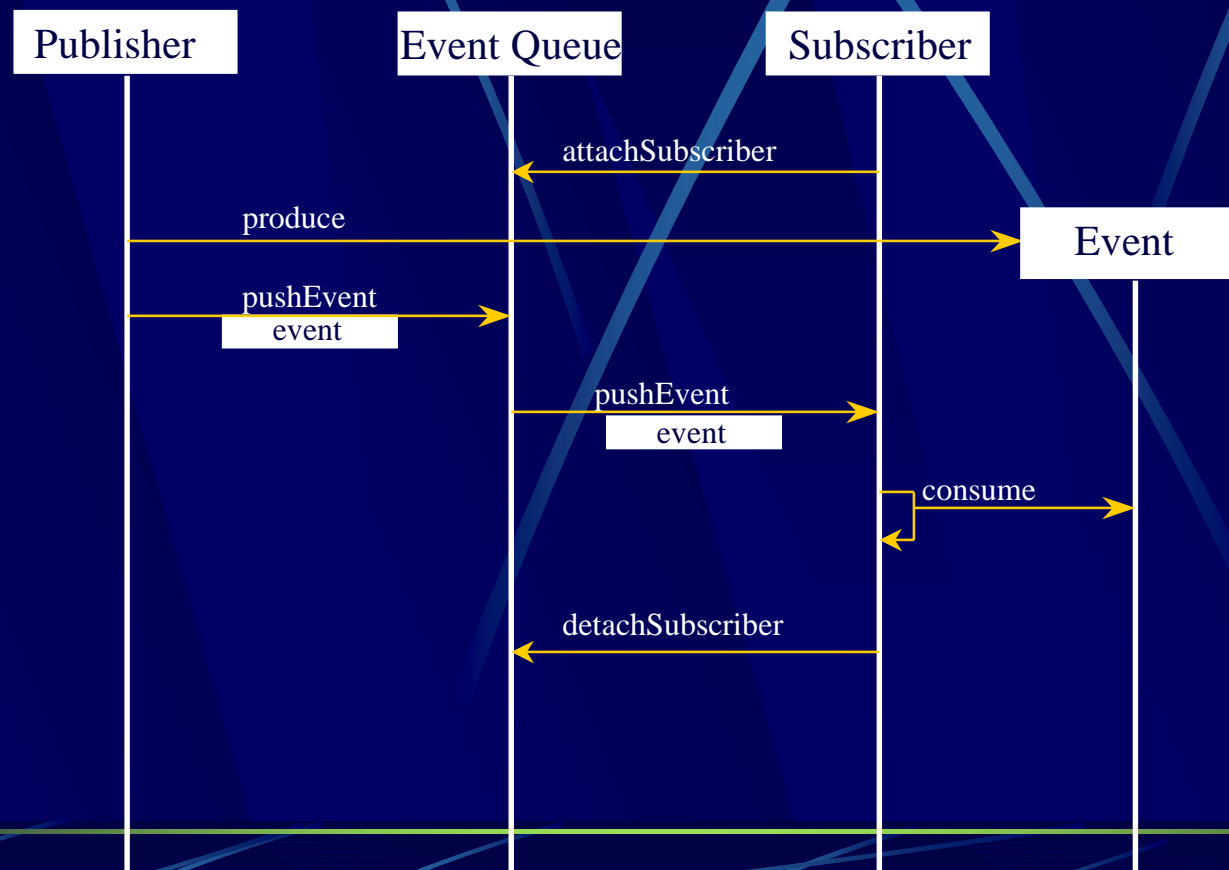 Publisher
Event Queue
Subscriber
attachSubscriber
produce
Event
pushEvent
event
pushEvent
event
consume
detachSubscriber